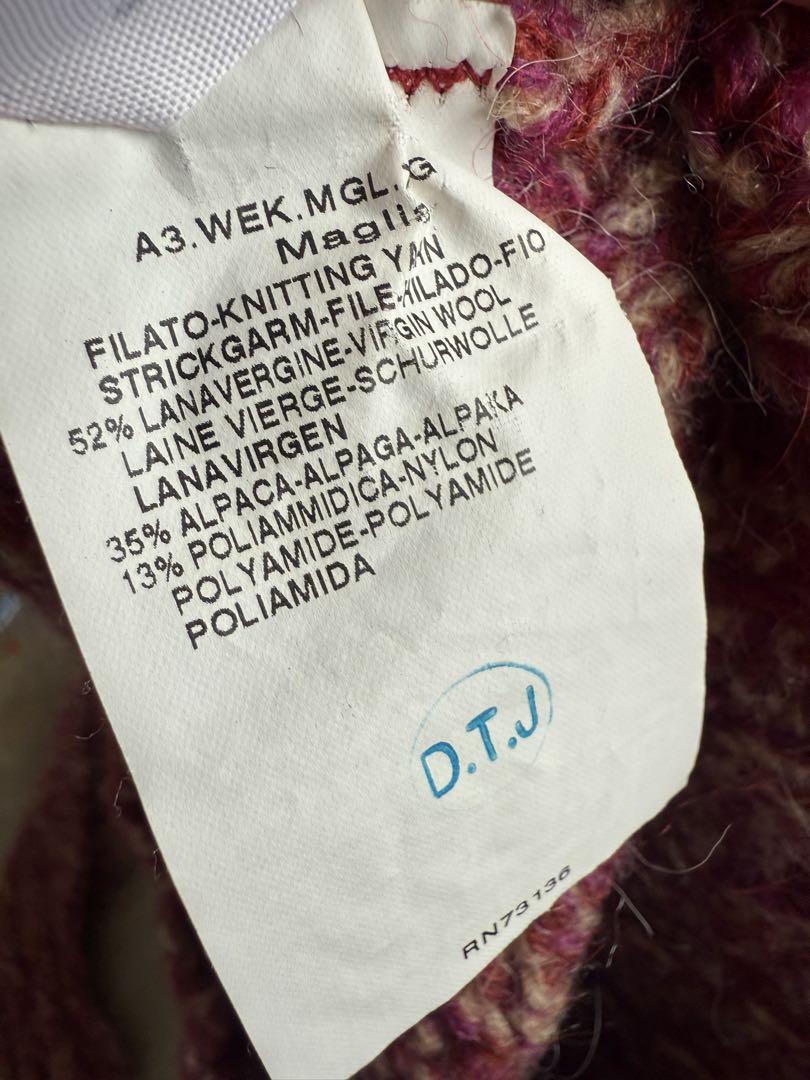 A3.WEK.MGL.G
Maglia
FILATO-KNITTING YARN
STRICKGARM-FILE-HILADO-FIO
52% LANAVERGINE-VIRGIN WOOL
LAINE VIERGE-SCHURWOLLE
LANAVIRGEN
35% ALPACA-ALPAGA-ALPAKA
13% POLIAMMIDICA-NYLON
POLYAMIDE-POLYAMIDE
POLIAMIDA
D.T.J
RN73136